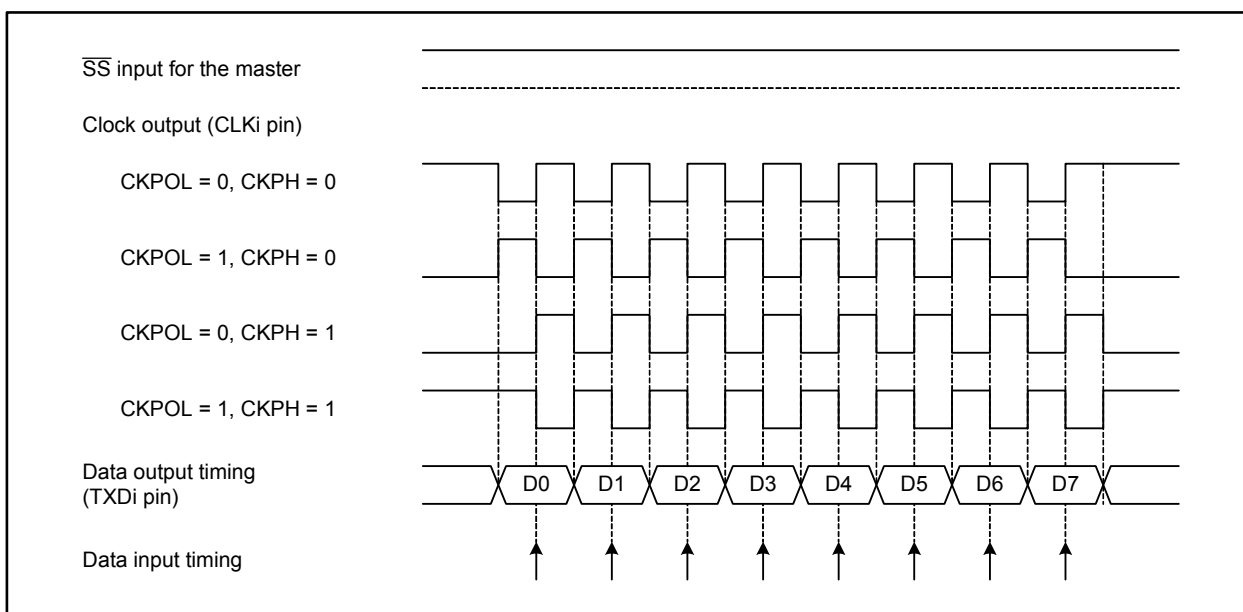 S̅S̅ input for the master
Clock output (CLKi pin)
CKPOL = 0, CKPH = 0
CKPOL = 1, CKPH = 0
CKPOL = 0, CKPH = 1
CKPOL = 1, CKPH = 1
Data output timing
(TXDi pin)
D0 D1 D2 D3 D4 D5 D6 D7
Data input timing